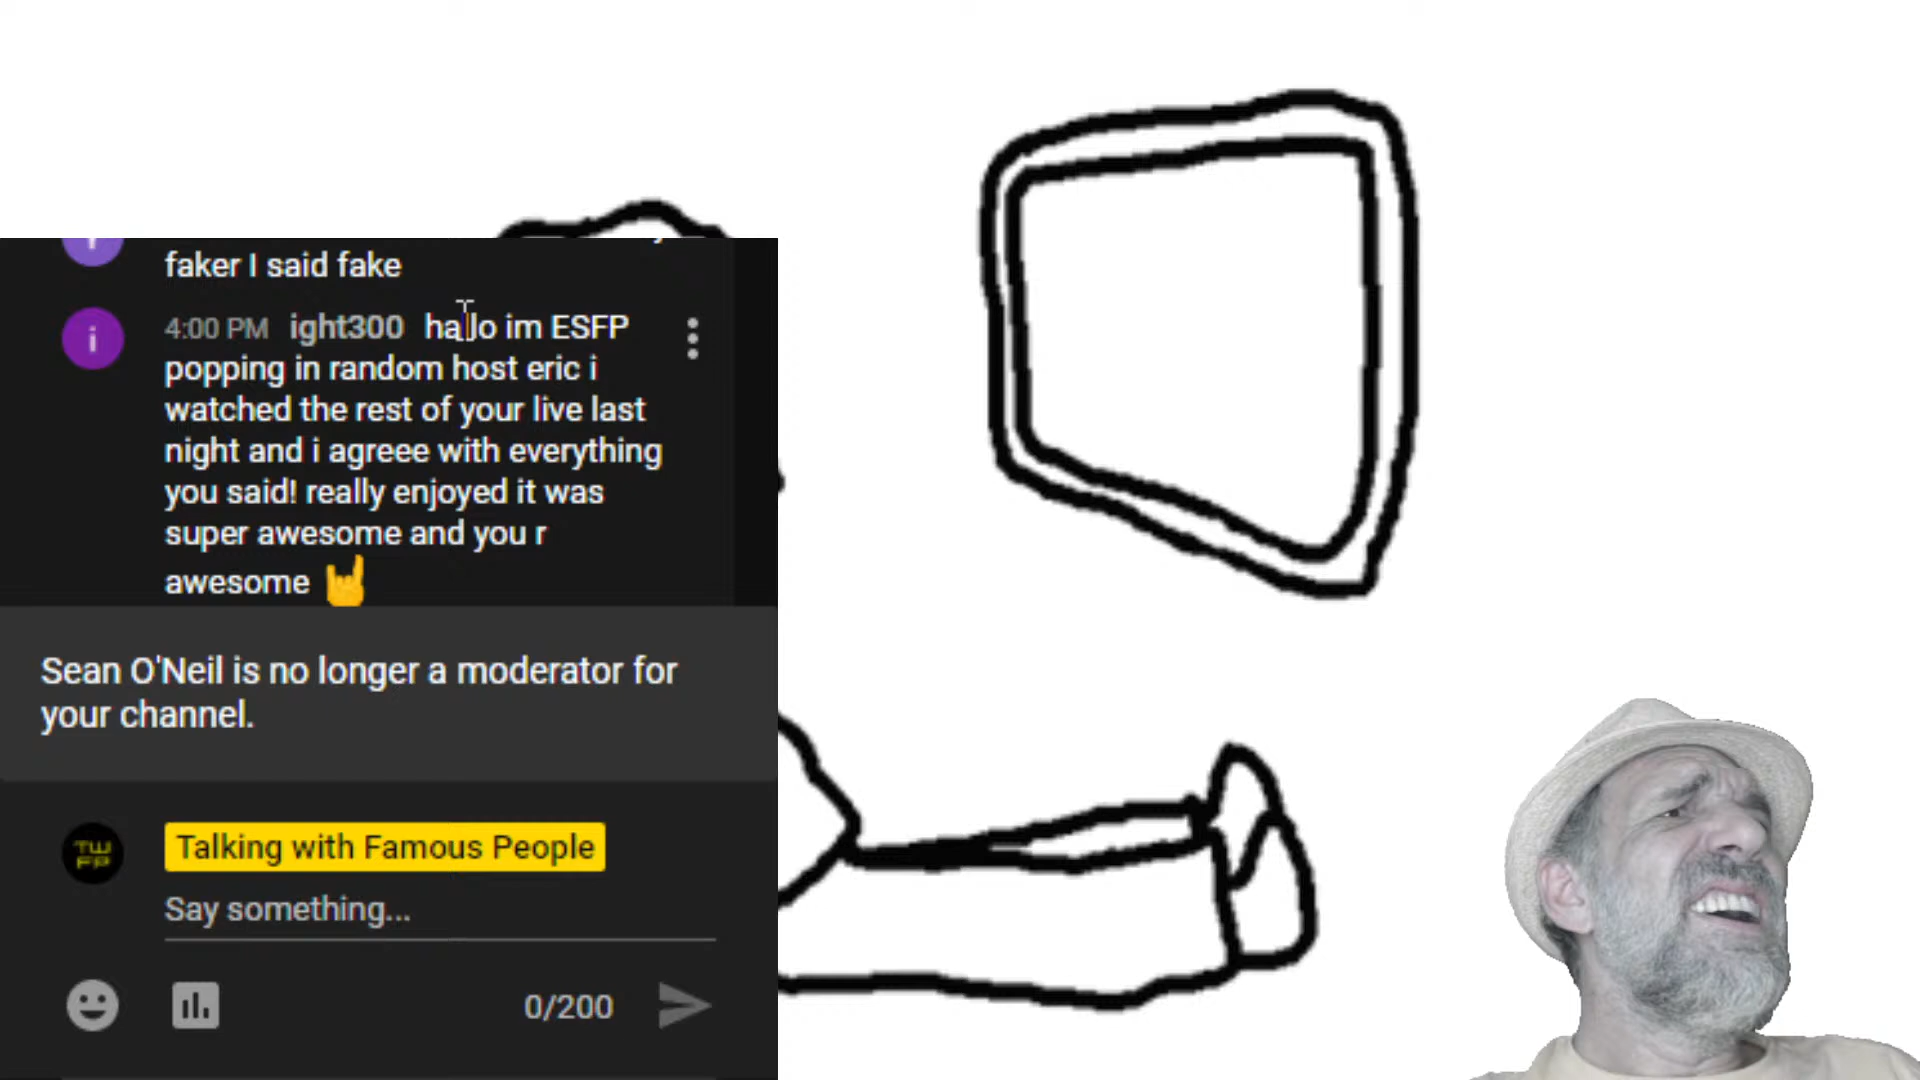 faker I said fake
4:00 PM ight300 hallo im ESFP
popping in random host eric i
watched the rest of your live last
night and i agreee with everything
you said! really enjoyed it was
super awesome and you r
awesome 🤘
Sean O'Neil is no longer a moderator for
your channel.
TW
FP
Talking with Famous People
Say something...
0/200